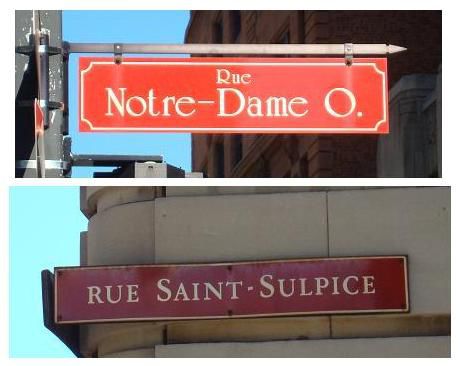 Rue
Notre-Dame O.
RUE SAINT-SULPICE